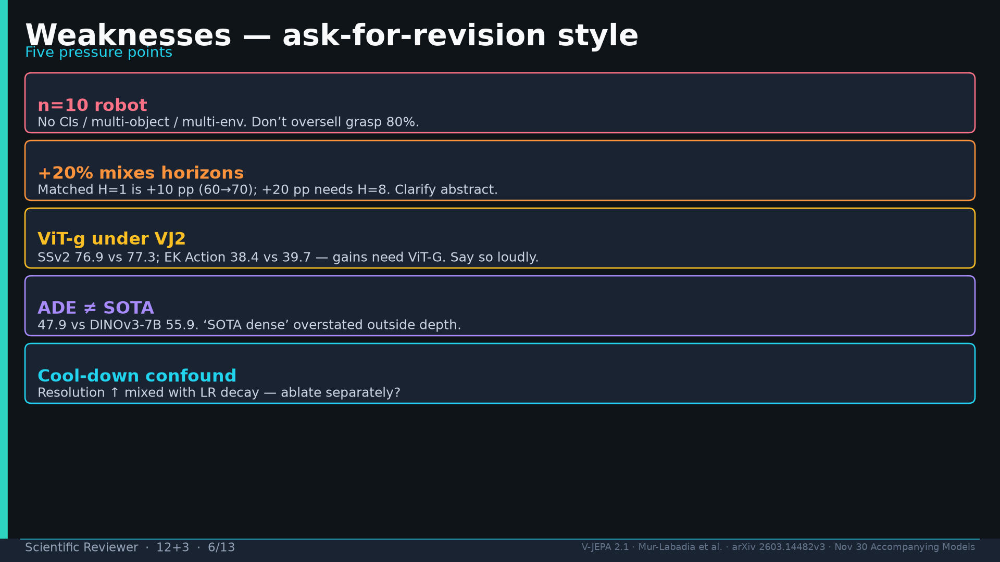 Weaknesses — ask-for-revision style
Five pressure points
n=10 robot
No CIs / multi-object / multi-env. Don’t oversell grasp 80%.
+20% mixes horizons
Matched H=1 is +10 pp (60→70); +20 pp needs H=8. Clarify abstract.
ViT-g under VJ2
SSv2 76.9 vs 77.3; EK Action 38.4 vs 39.7 — gains need ViT-G. Say so loudly.
ADE ≠ SOTA
47.9 vs DINOv3-7B 55.9. ‘SOTA dense’ overstated outside depth.
Cool-down confound
Resolution ↑ mixed with LR decay — ablate separately?
Scientific Reviewer · 12+3 · 6/13
V-JEPA 2.1 · Mur-Labadia et al. · arXiv 2603.14482v3 · Nov 30 Accompanying Models